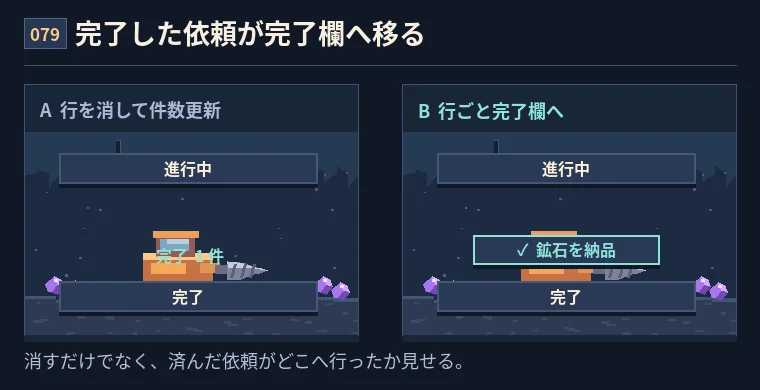 079 完了した依頼が完了欄へ移る
A 行を消して件数更新
進行中
完了 1件
完了
B 行ごと完了欄へ
進行中
✓ 鉱石を納品
完了
消すだけでなく、済んだ依頼がどこへ行ったか見せる。